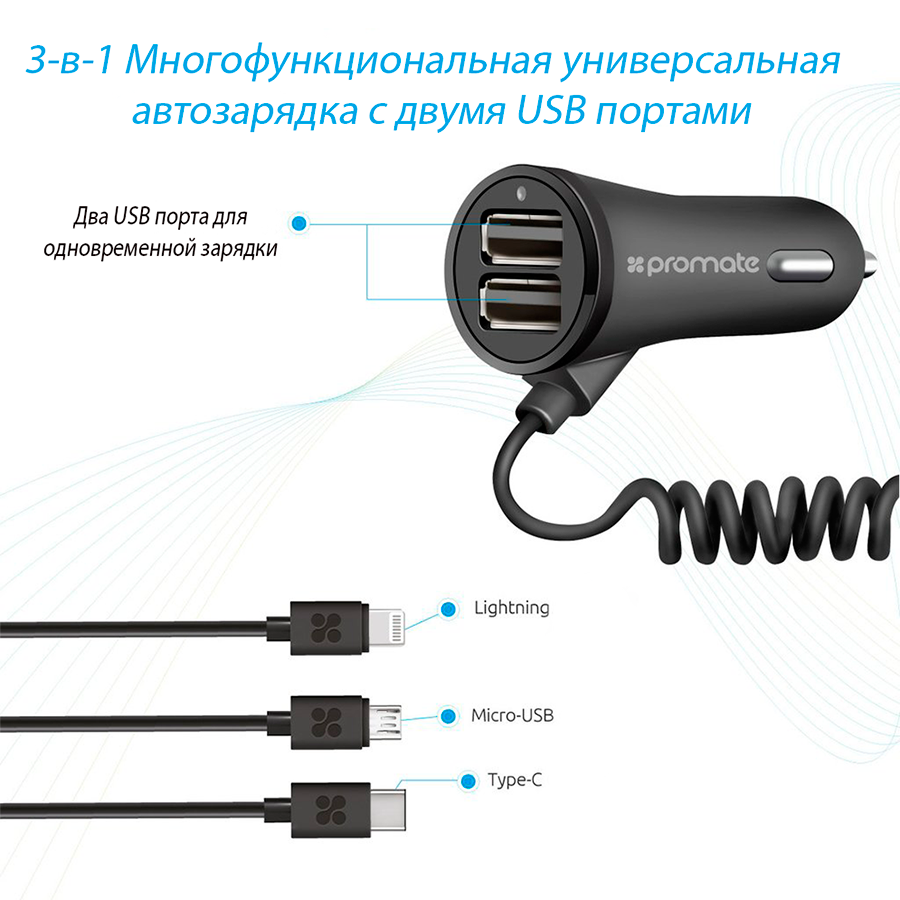 3-в-1 Многофункциональная универсальная
автозарядка с двумя USB портами
Два USB порта для
одновременной зарядки
promate
Lightning
Micro-USB
Type-C